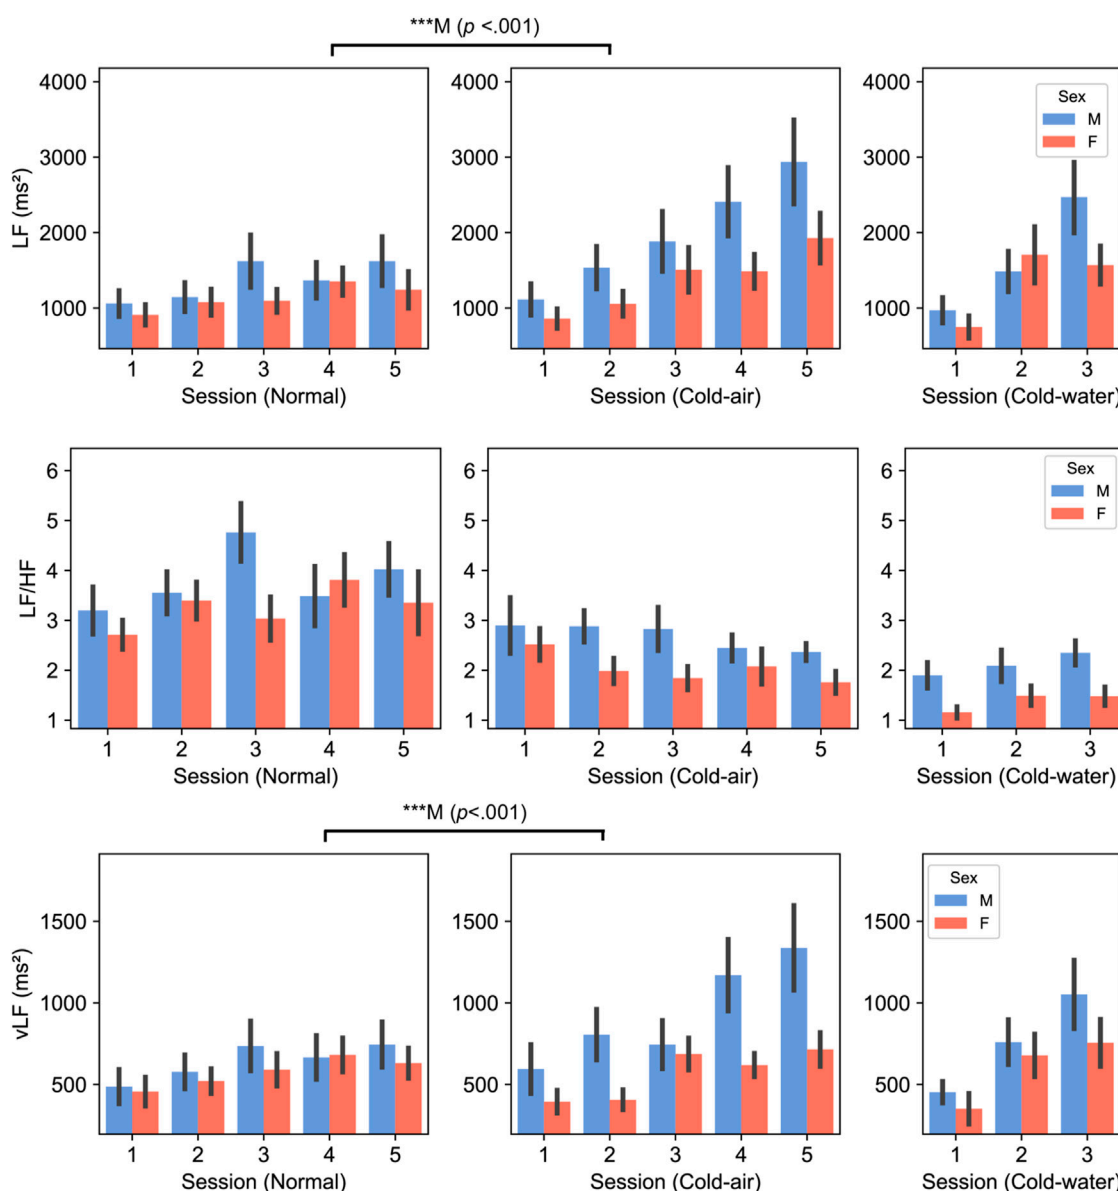 ***M (p <.001)
LF (ms²)
4000
3000
2000
1000
1 2 3 4 5
Session (Normal)
4000
3000
2000
1000
1 2 3 4 5
Session (Cold-air)
4000
3000
2000
1000
Sex
M
F
1 2 3
Session (Cold-water)
LF/HF
6
5
4
3
2
1
1 2 3 4 5
Session (Normal)
6
5
4
3
2
1
1 2 3 4 5
Session (Cold-air)
6
5
4
3
2
1
Sex
M
F
1 2 3
Session (Cold-water)
***M (p<.001)
vLF (ms²)
1500
1000
500
1 2 3 4 5
Session (Normal)
1500
1000
500
1 2 3 4 5
Session (Cold-air)
1500
1000
500
Sex
M
F
1 2 3
Session (Cold-water)